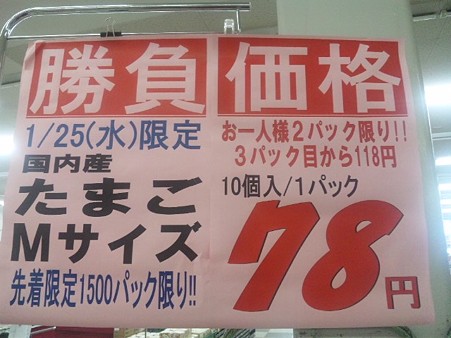 勝負価格
1/25(水)限定
国内産
たまご
Mサイズ
先着限定1500パック限り!!
お一人様2パック限り!!
3パック目から118円
10個入/1パック
78円